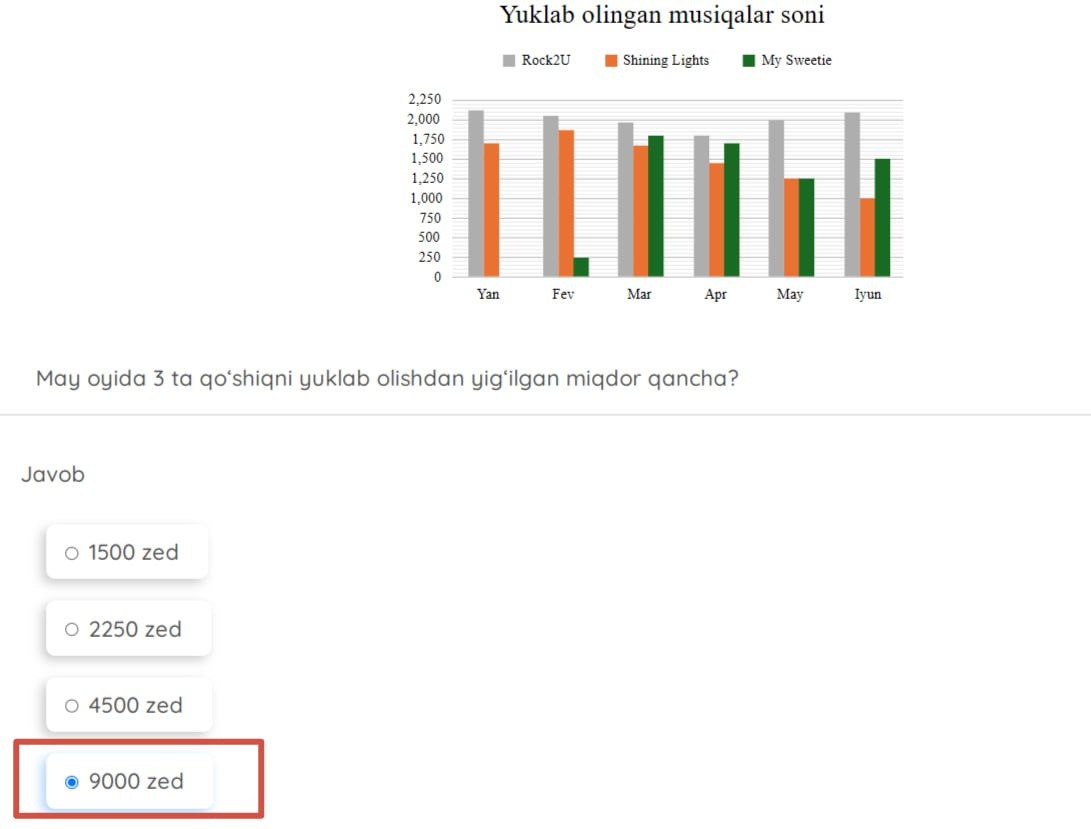 Yuklab olingan musiqalar soni
Rock2U Shining Lights My Sweetie
2,250
2,000
1,750
1,500
1,250
1,000
750
500
250
0
Yan Fev Mar Apr May Iyun
May oyida 3 ta qo‘shiqni yuklab olishdan yig‘ilgan miqdor qancha?
Javob
1500 zed
2250 zed
4500 zed
9000 zed